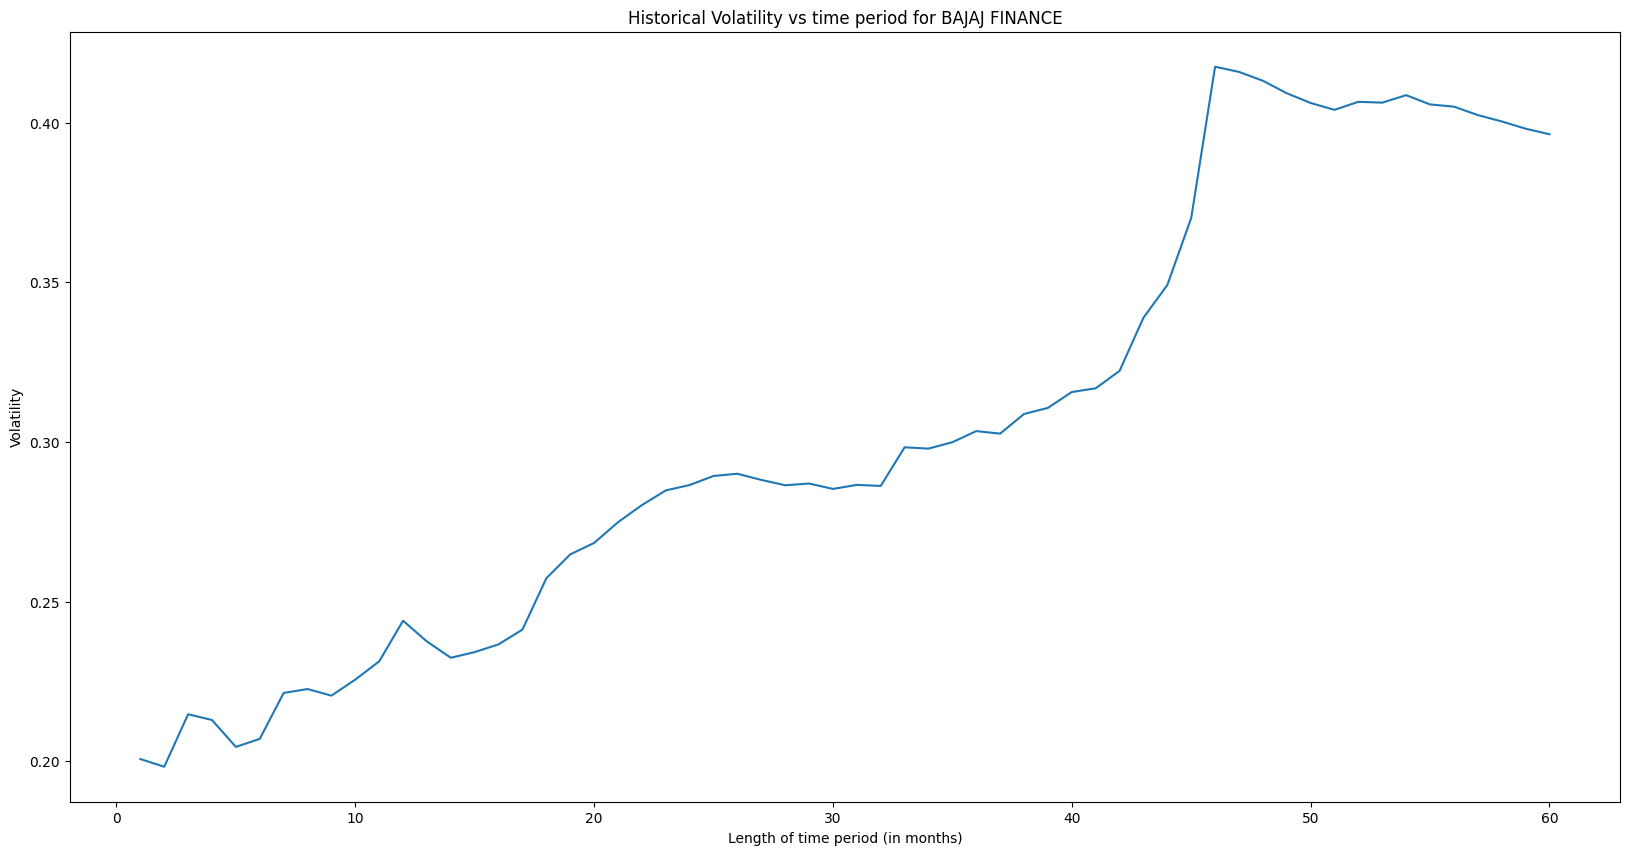 Historical Volatility vs time period for BAJAJ FINANCE
0.40
0.35
0.30
0.25
0.20
Volatility
0 10 20 30 40 50 60
Length of time period (in months)